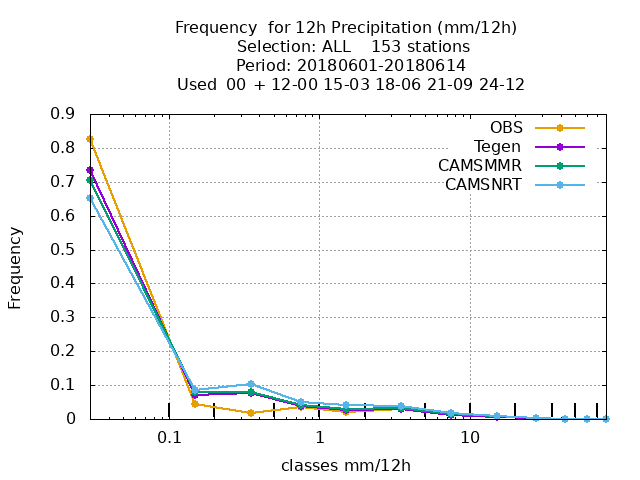 Frequency  for 12h Precipitation (mm/12h)
Selection: ALL    153 stations
Period: 20180601-20180614
Used  00  + 12-00 15-03 18-06 21-09 24-12
OBS
Tegen
CAMSMMR
CAMSNRT
Frequency
0.9
0.8
0.7
0.6
0.5
0.4
0.3
0.2
0.1
0
0.1
1
10
classes mm/12h